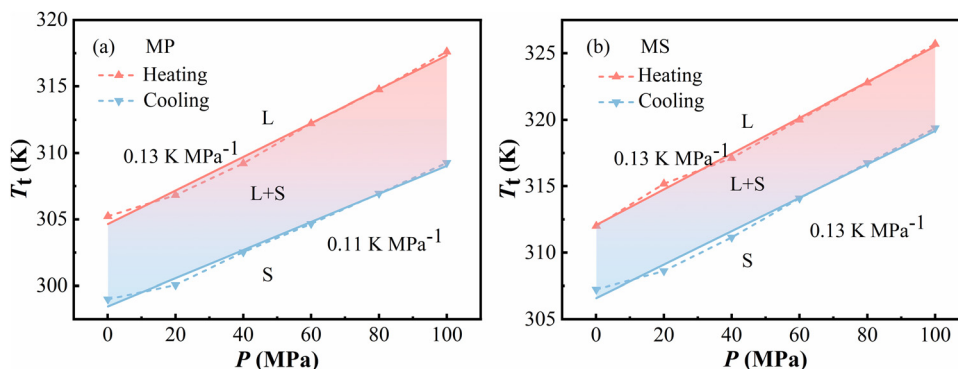 (a) MP
Heating
Cooling
L
0.13 K MPa⁻¹
L+S
0.11 K MPa⁻¹
S
320
315
310
305
300
Tt (K)
0 20 40 60 80 100
P (MPa)
(b) MS
Heating
Cooling
L
0.13 K MPa⁻¹
L+S
0.13 K MPa⁻¹
S
325
320
315
310
305
Tt (K)
0 20 40 60 80 100
P (MPa)